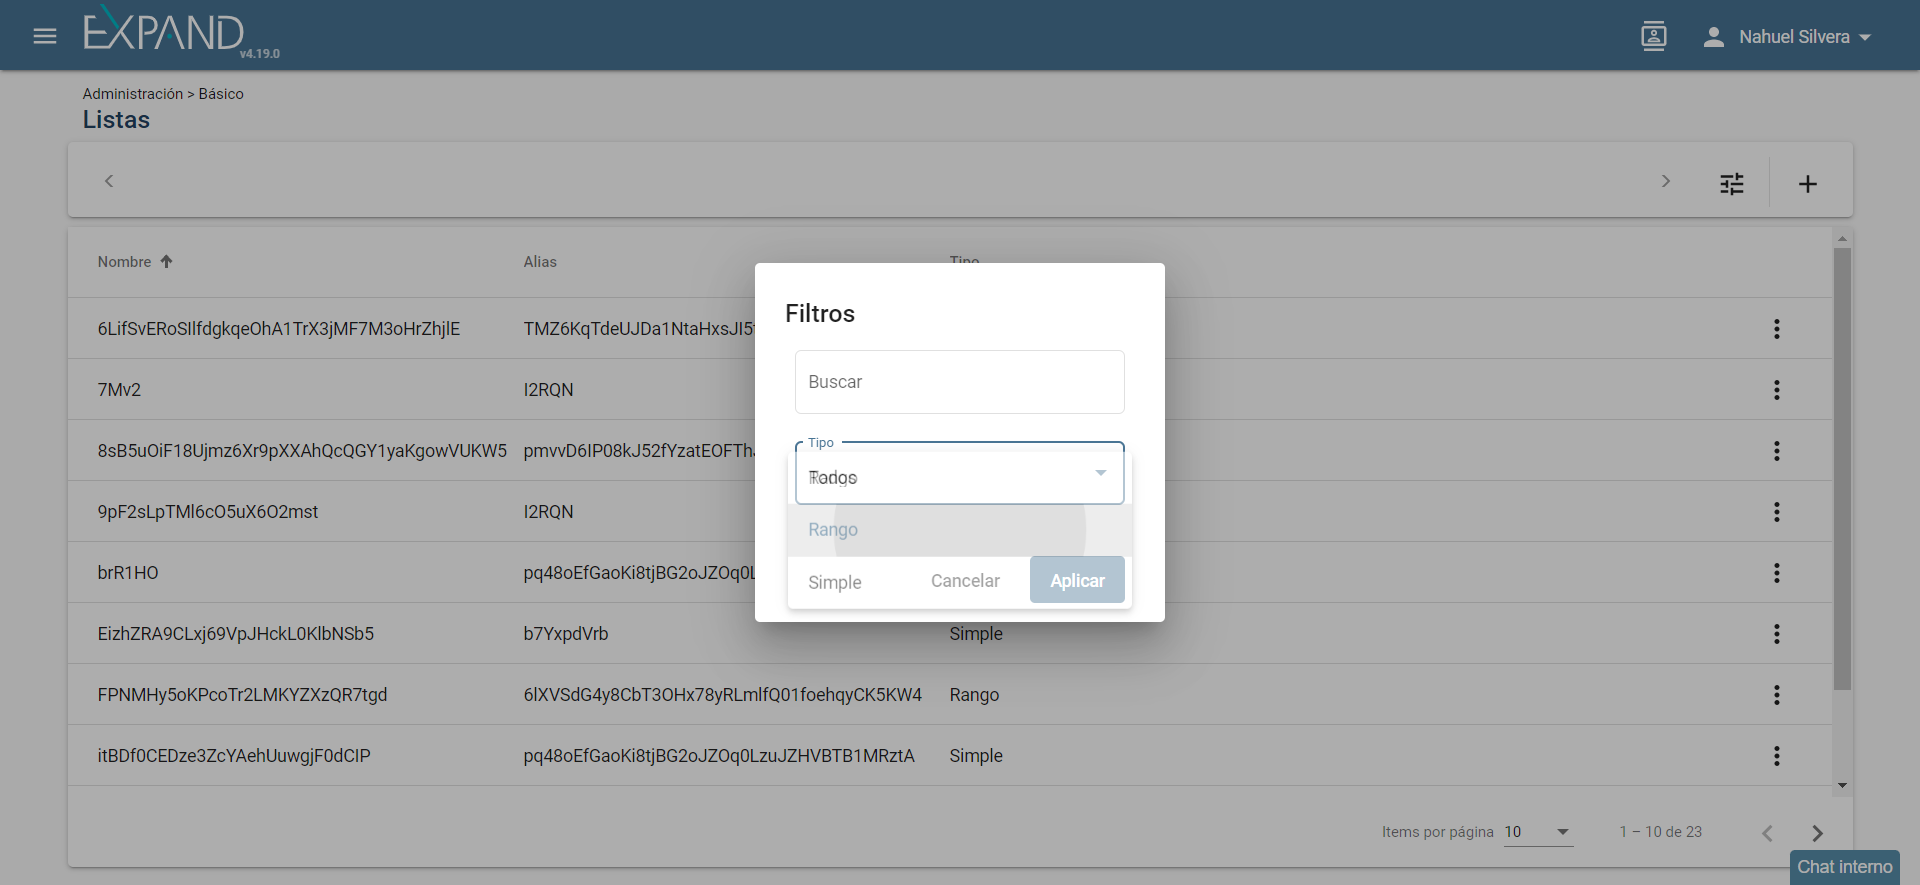 EXPAND
v4.19.0
Nahuel Silvera
Administración > Básico
Listas
Nombre
Alias
Tipo
6LifSvERoSIlfdgkqeOhA1TrX3jMF7M3oHrZhjlE
TMZ6KqTdeUJDa1NtaHxsJI5
7Mv2
I2RQN
8sB5uOiF18Ujmz6Xr9pXXAhQcQGY1yaKgowVUKW5
pmvvD6IP08kJ52fYzatEOFTh
9pF2sLpTMl6cO5uX6O2mst
I2RQN
brR1HO
pq48oEfGaoKi8tjBG2oJZOq0L
EizhZRA9CLxj69VpJHckL0KlbNSb5
b7YxpdVrb
Simple
FPNMHy5oKPcoTr2LMKYZXzQR7tgd
6lXVSdG4y8CbT3OHx78yRLmlfQ01foehqyCK5KW4
Rango
itBDf0CEDze3ZcYAehUuwgjF0dCIP
pq48oEfGaoKi8tjBG2oJZOq0LzuJZHVBTB1MRztA
Simple
Filtros
Buscar
Tipo
Todos
Rango
Simple
Cancelar
Aplicar
Items por página
10
1 – 10 de 23
Chat interno